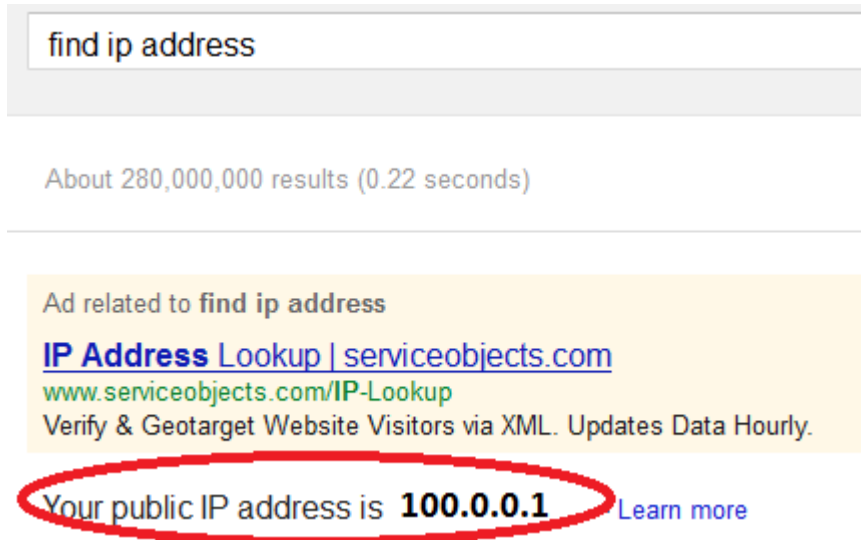 find ip address
About 280,000,000 results (0.22 seconds)
Ad related to find ip address
IP Address Lookup | serviceobjects.com
www.serviceobjects.com/IP-Lookup
Verify & Geotarget Website Visitors via XML. Updates Data Hourly.
Your public IP address is 100.0.0.1 Learn more